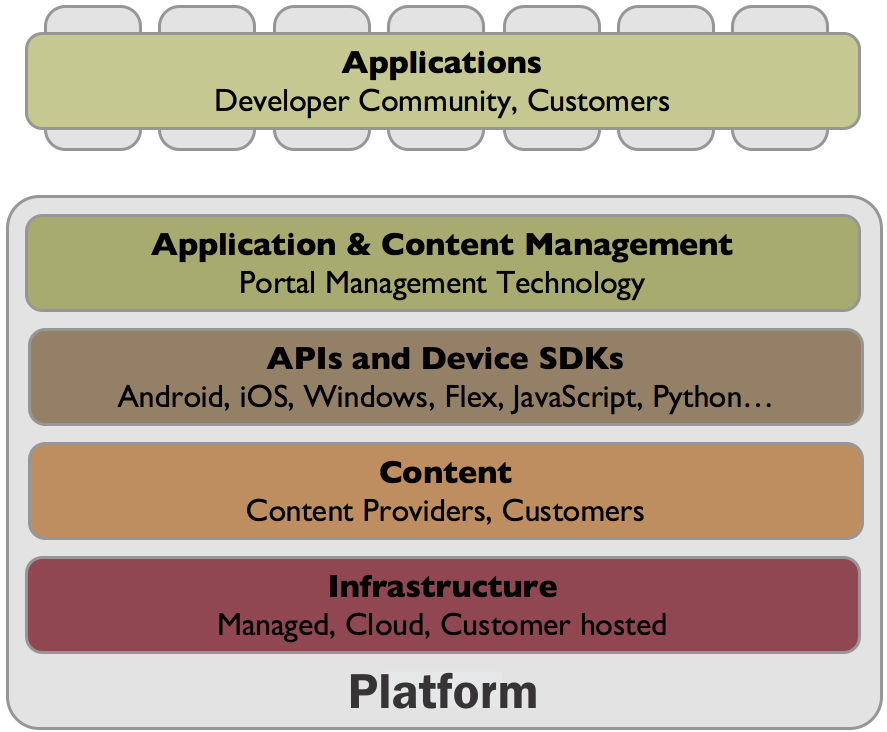 Applications
Developer Community, Customers
Application & Content Management
Portal Management Technology
APIs and Device SDKs
Android, iOS, Windows, Flex, JavaScript, Python…
Content
Content Providers, Customers
Infrastructure
Managed, Cloud, Customer hosted
Platform